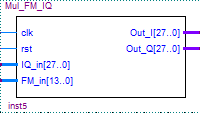 Mul_FM_IQ
clk Out_I[27..0]
rst Out_Q[27..0]
IQ_in[27..0]
FM_in[13..0]
inst5